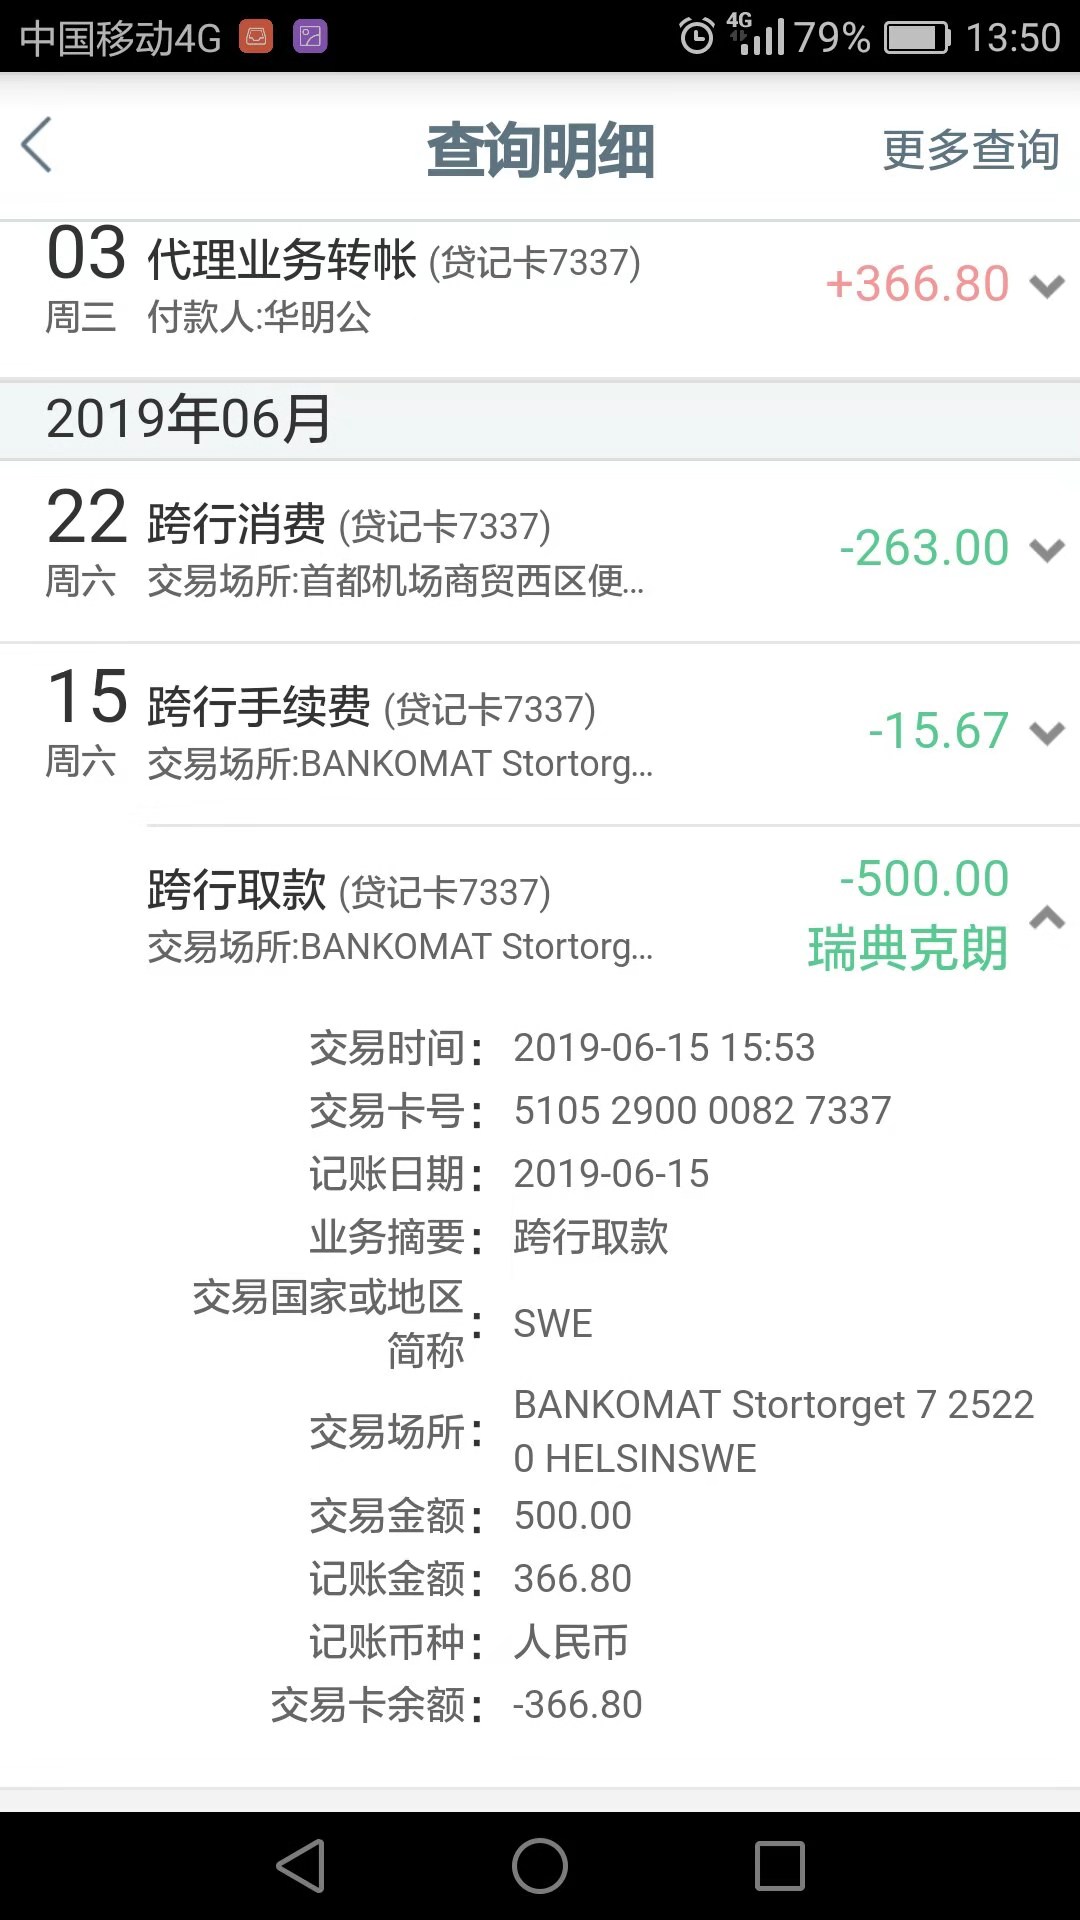 中国移动4G 4G 79% 13:50
查询明细 更多查询
03 代理业务转帐 (贷记卡7337) +366.80
周三 付款人:华明公
2019年06月
22 跨行消费 (贷记卡7337) -263.00
周六 交易场所:首都机场商贸西区便...
15 跨行手续费 (贷记卡7337) -15.67
周六 交易场所:BANKOMAT Stortorg...
跨行取款 (贷记卡7337) -500.00
交易场所:BANKOMAT Stortorg... 瑞典克朗
交易时间: 2019-06-15 15:53
交易卡号: 5105 2900 0082 7337
记账日期: 2019-06-15
业务摘要: 跨行取款
交易国家或地区
简称: SWE
交易场所: BANKOMAT Stortorget 7 2522
0 HELSINSWE
交易金额: 500.00
记账金额: 366.80
记账币种: 人民币
交易卡余额: -366.80